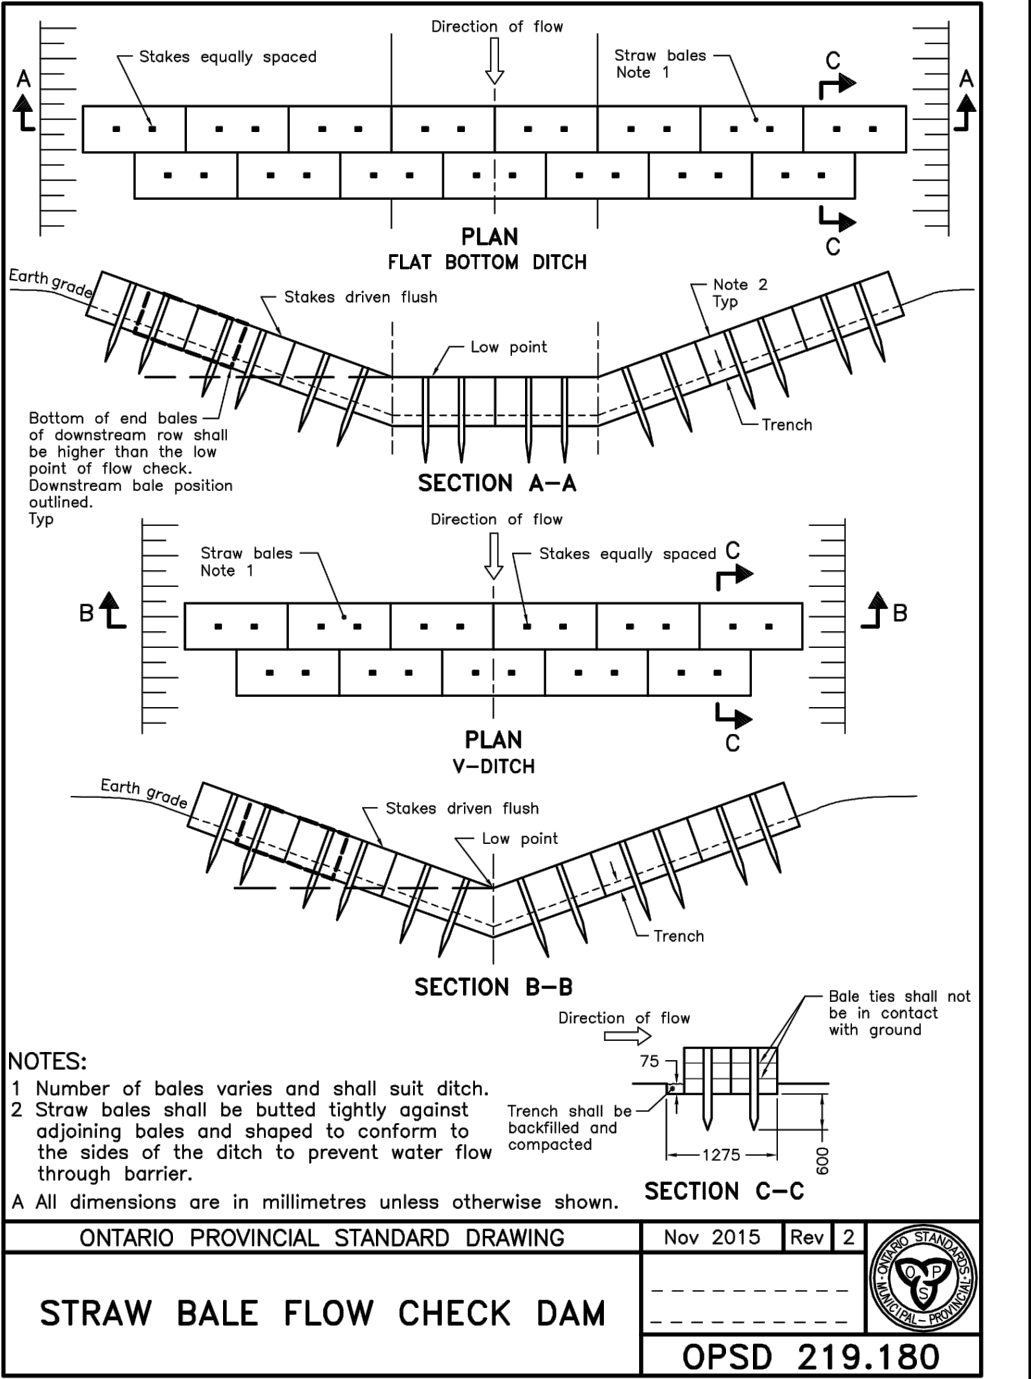 Direction of flow
Stakes equally spaced
Straw bales
Note 1
C
A
A
C
PLAN
FLAT BOTTOM DITCH
Earth grade
Stakes driven flush
Note 2
Typ
Low point
Trench
Bottom of end bales
of downstream row shall
be higher than the low
point of flow check.
Downstream bale position
outlined.
Typ
SECTION A-A
Direction of flow
Straw bales
Note 1
Stakes equally spaced
C
B
B
C
PLAN
V-DITCH
Earth grade
Stakes driven flush
Low point
Trench
SECTION B-B
Direction of flow
Bale ties shall not
be in contact
with ground
75
Trench shall be
backfilled and
compacted
1275
600
SECTION C-C
NOTES:
1 Number of bales varies and shall suit ditch.
2 Straw bales shall be butted tightly against
adjoining bales and shaped to conform to
the sides of the ditch to prevent water flow
through barrier.
A All dimensions are in millimetres unless otherwise shown.
ONTARIO PROVINCIAL STANDARD DRAWING
Nov 2015 Rev 2
ONTARIO STANDARDS
MUNICIPAL - PROVINCIAL
O P
S
STRAW BALE FLOW CHECK DAM
OPSD 219.180